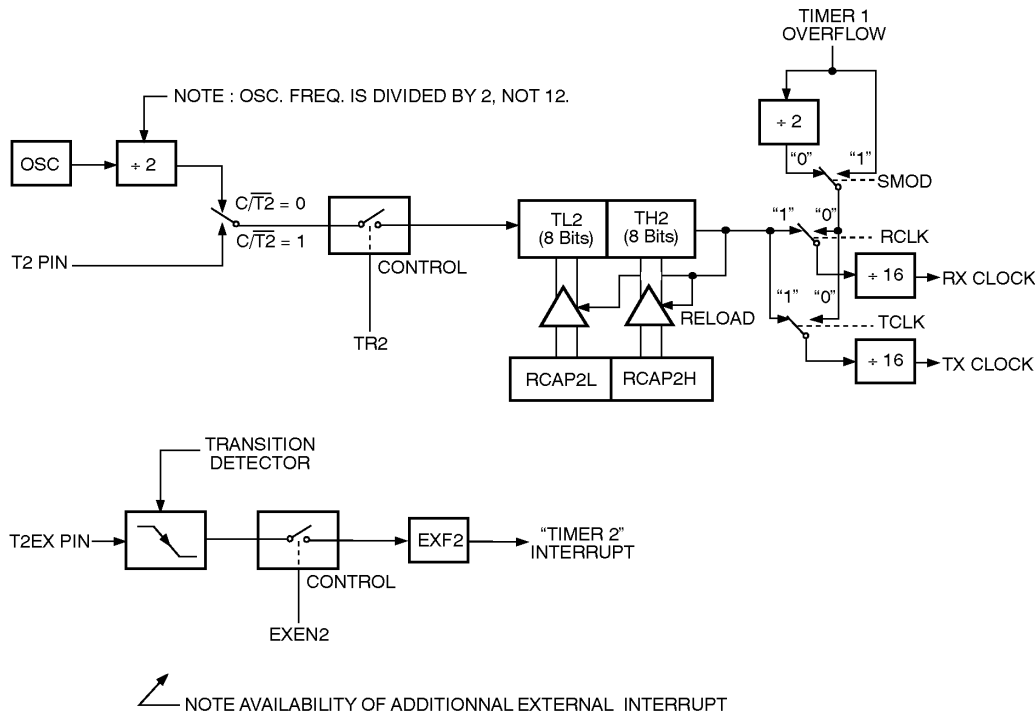 TIMER 1
OVERFLOW
NOTE : OSC. FREQ. IS DIVIDED BY 2, NOT 12.
OSC
÷ 2
÷ 2
"0"
"1"
SMOD
C/T2̅ = 0
C/T2̅ = 1
T2 PIN
CONTROL
TR2
TL2
(8 Bits)
TH2
(8 Bits)
"1"
"0"
RCLK
÷ 16
RX CLOCK
RELOAD
"1"
"0"
TCLK
÷ 16
TX CLOCK
RCAP2L
RCAP2H
TRANSITION
DETECTOR
T2EX PIN
CONTROL
EXEN2
EXF2
"TIMER 2"
INTERRUPT
NOTE AVAILABILITY OF ADDITIONNAL EXTERNAL INTERRUPT